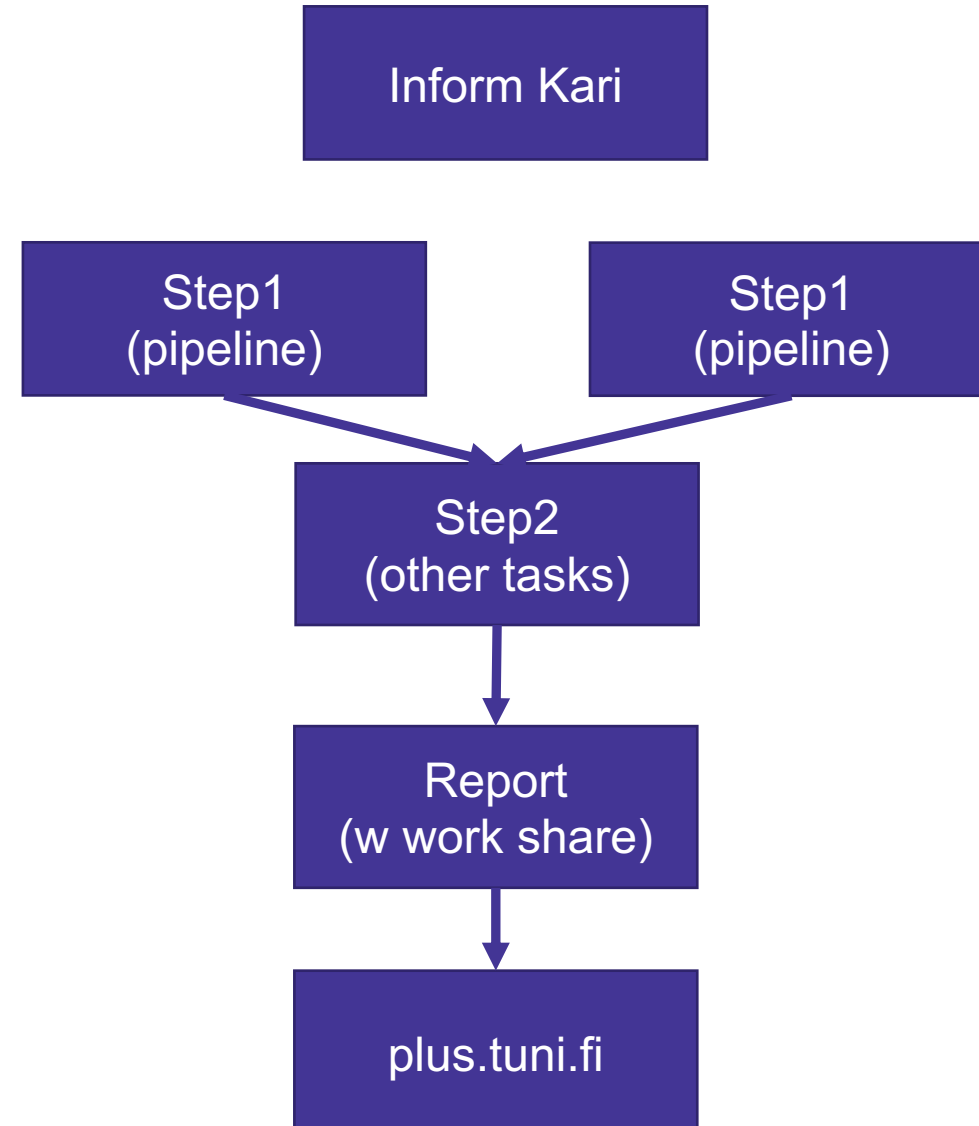 Inform Kari
Step1
(pipeline)
Step1
(pipeline)
Step2
(other tasks)
Report
(w work share)
plus.tuni.fi